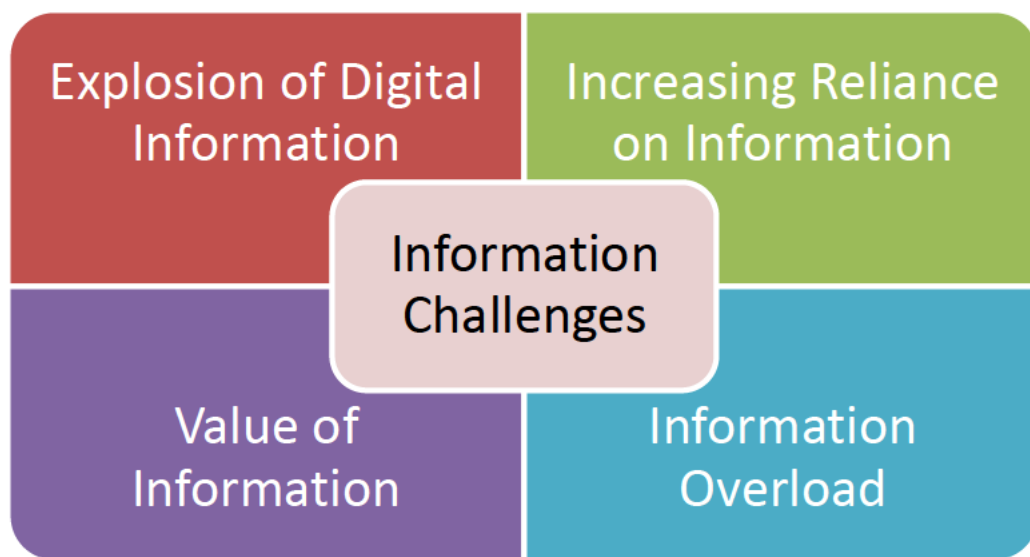 Explosion of Digital
Information
Increasing Reliance
on Information
Information
Challenges
Value of
Information
Information
Overload